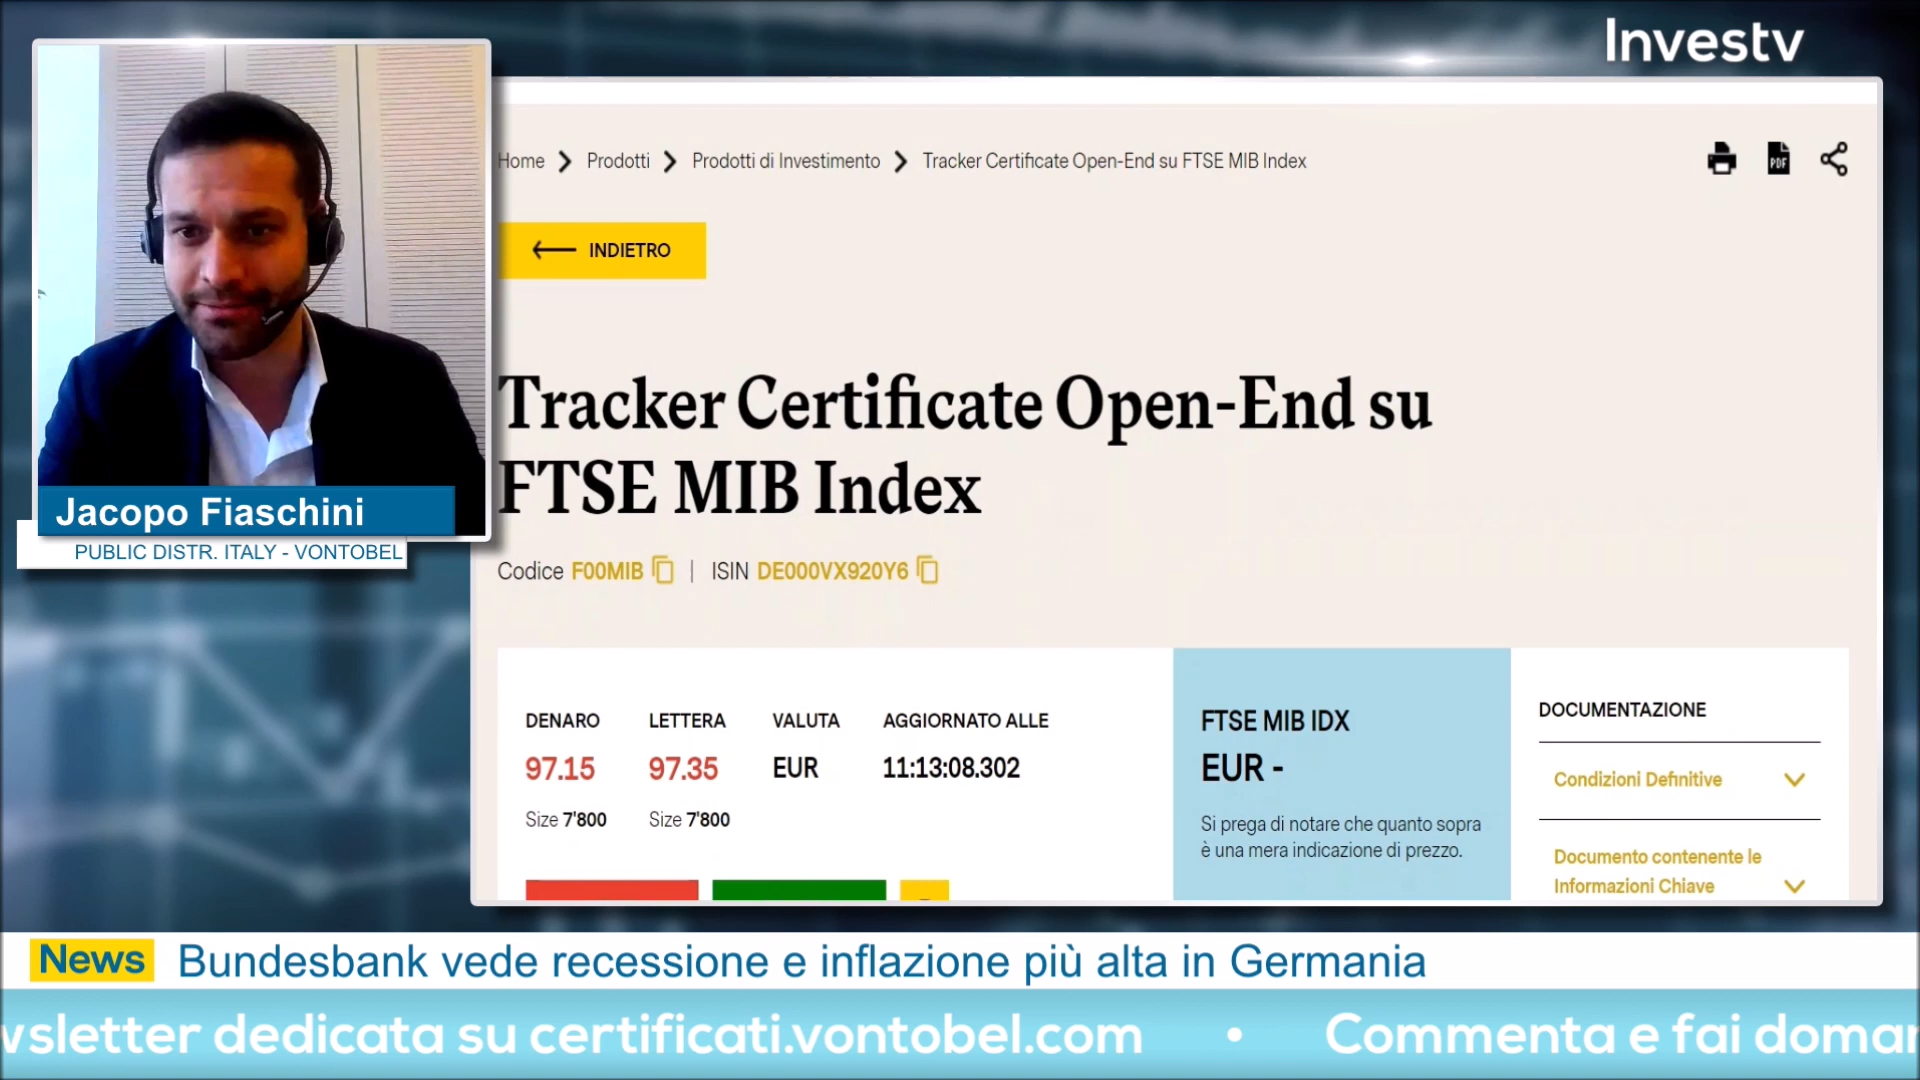 Investv
Home > Prodotti > Prodotti di Investimento > Tracker Certificate Open-End su FTSE MIB Index
PDF
← INDIETRO
Tracker Certificate Open-End su
FTSE MIB Index
Jacopo Fiaschini
PUBLIC DISTR. ITALY - VONTOBEL
Codice F00MIB | ISIN DE000VX920Y6
DENARO LETTERA VALUTA AGGIORNATO ALLE
97.15 97.35 EUR 11:13:08.302
Size 7'800 Size 7'800
FTSE MIB IDX
EUR -
Si prega di notare che quanto sopra
è una mera indicazione di prezzo.
DOCUMENTAZIONE
Condizioni Definitive
Documento contenente le
Informazioni Chiave
News Bundesbank vede recessione e inflazione più alta in Germania
wsletter dedicata su certificati.vontobel.com • Commenta e fai doman